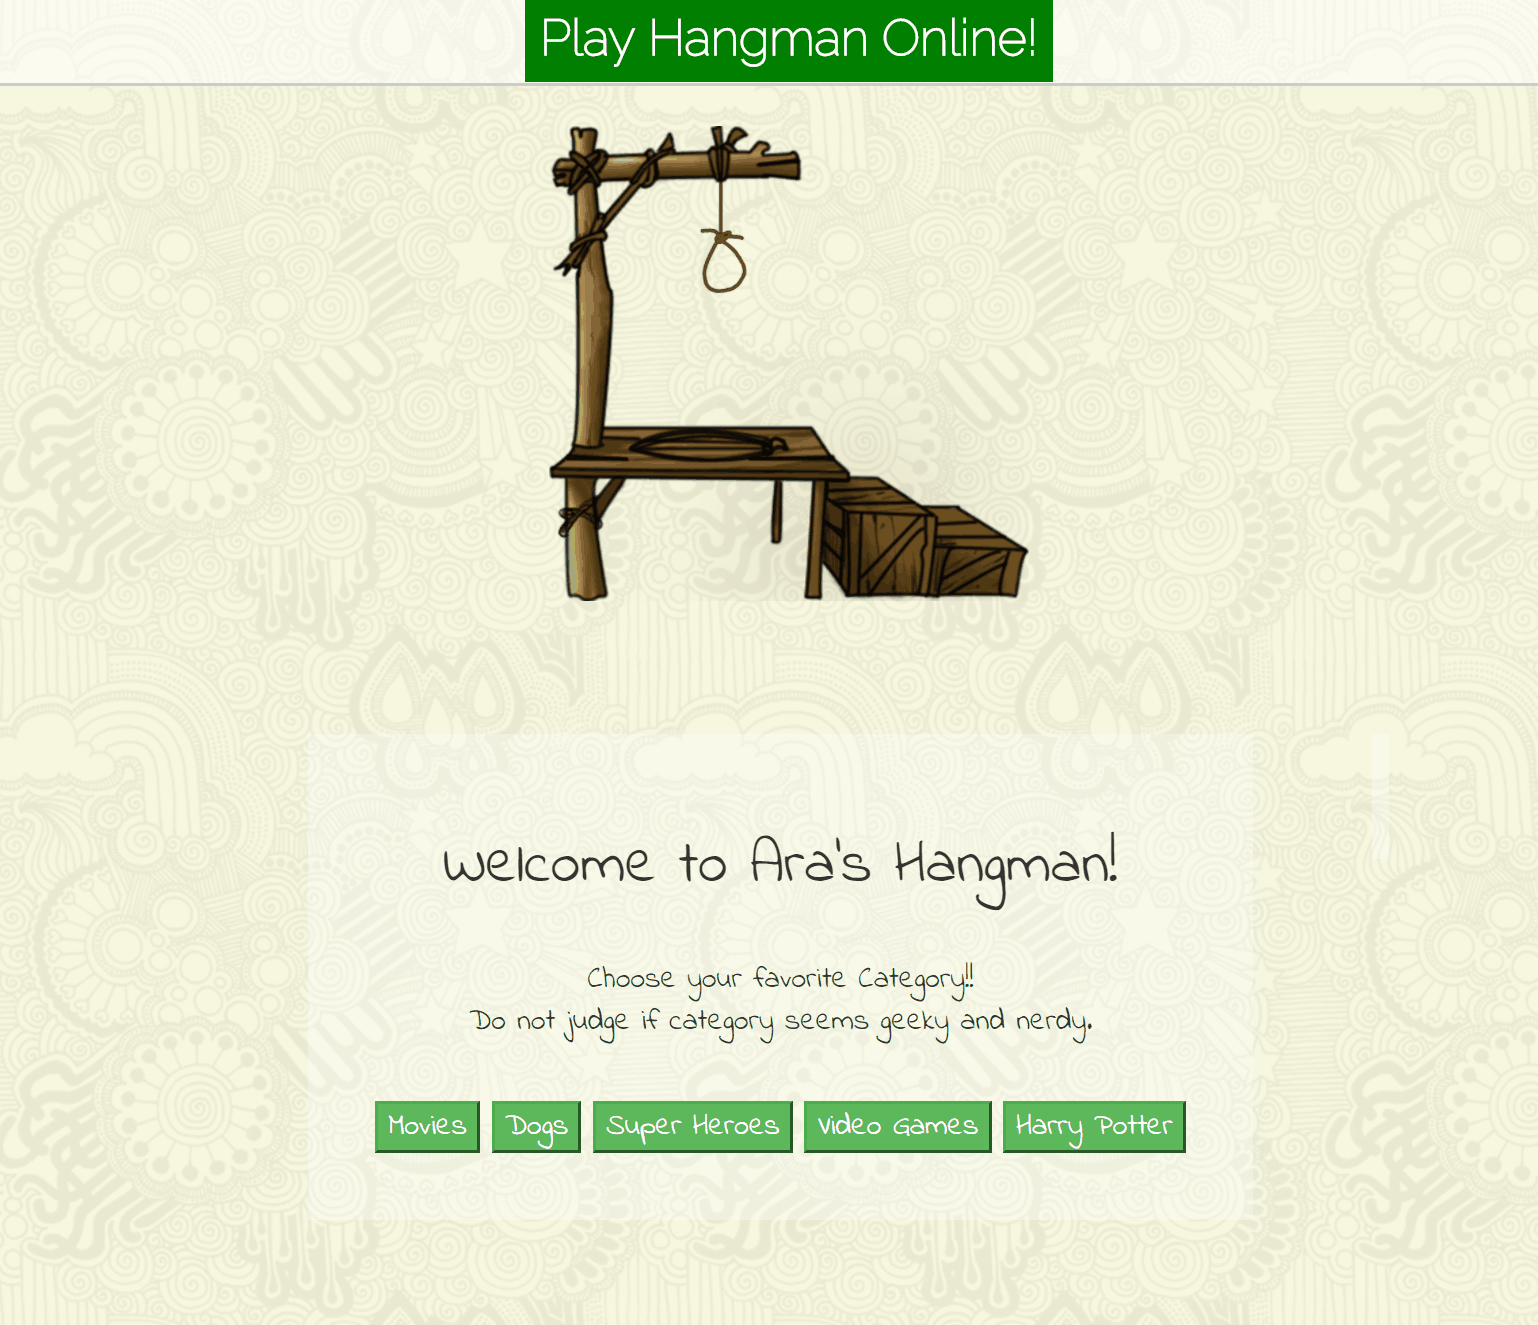 Play Hangman Online!
Welcome to Ara's Hangman!
Choose your favorite Category!!
Do not judge if category seems geeky and nerdy.
Movies Dogs Super Heroes Video Games Harry Potter